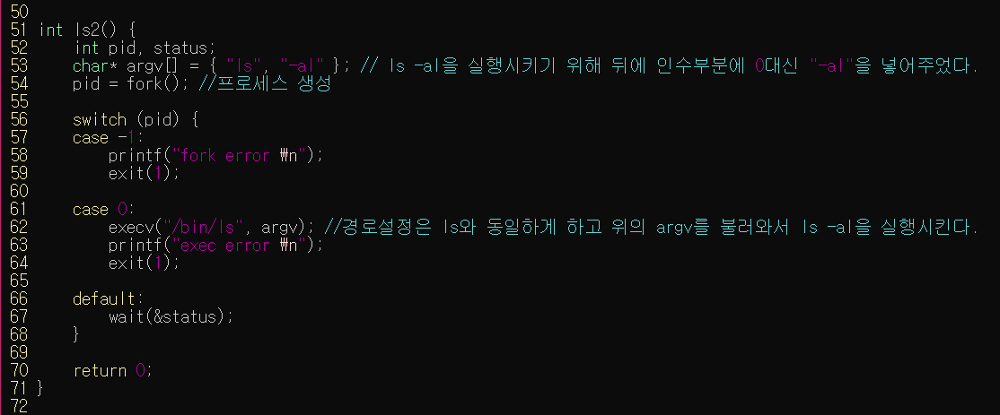 50
51 int ls2() {
52     int pid, status;
53     char* argv[] = { "ls", "-al" }; // ls -al을 실행시키기 위해 뒤에 인수부분에 0대신 "-al"을 넣어주었다.
54     pid = fork(); //프로세스 생성
55
56     switch (pid) {
57     case -1:
58         printf("fork error ₩n");
59         exit(1);
60
61     case 0:
62         execv("/bin/ls", argv); //경로설정은 ls와 동일하게 하고 위의 argv를 불러와서 ls -al을 실행시킨다.
63         printf("exec error ₩n");
64         exit(1);
65
66     default:
67         wait(&status);
68     }
69
70     return 0;
71 }
72